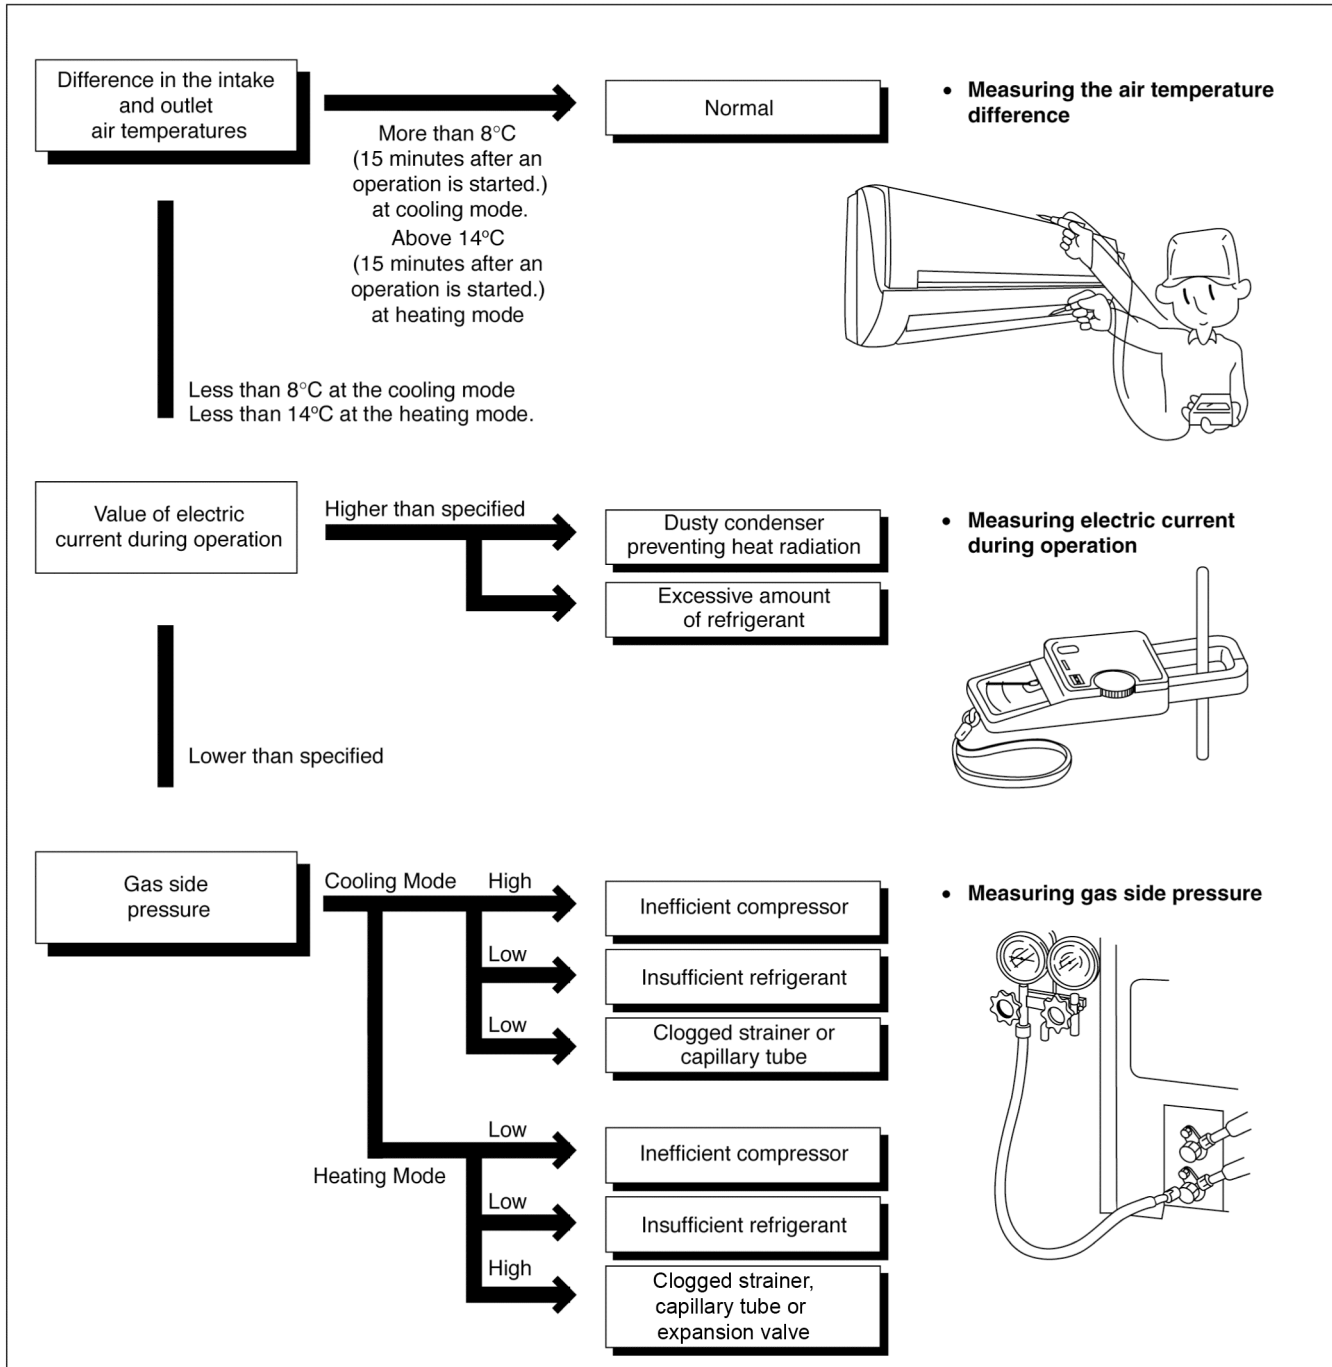 Difference in the intake
and outlet
air temperatures
More than 8°C
(15 minutes after an
operation is started.)
at cooling mode.
Above 14°C
(15 minutes after an
operation is started.)
at heating mode
Normal
• Measuring the air temperature
difference
Less than 8°C at the cooling mode
Less than 14°C at the heating mode.
Value of electric
current during operation
Higher than specified
Dusty condenser
preventing heat radiation
Excessive amount
of refrigerant
• Measuring electric current
during operation
Lower than specified
Gas side
pressure
Cooling Mode
High
Inefficient compressor
Low
Insufficient refrigerant
Low
Clogged strainer or
capillary tube
Heating Mode
Low
Inefficient compressor
Low
Insufficient refrigerant
High
Clogged strainer,
capillary tube or
expansion valve
• Measuring gas side pressure